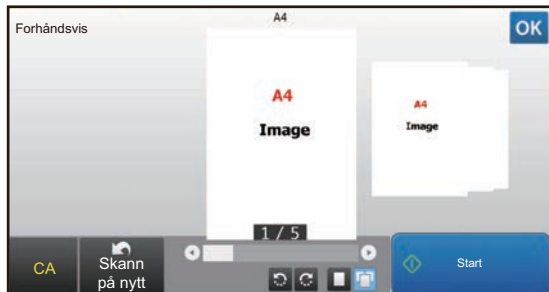 Forhåndsvis
A4
OK
A4
Image
A4
Image
1 / 5
CA
Skann
på nytt
Start